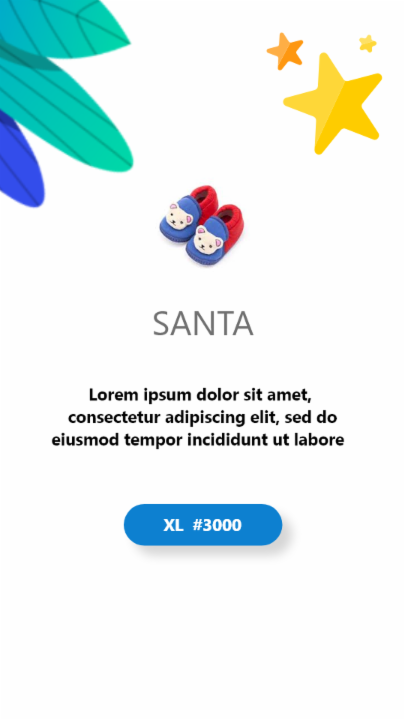 SANTA
Lorem ipsum dolor sit amet,
consectetur adipiscing elit, sed do
eiusmod tempor incididunt ut labore
XL #3000